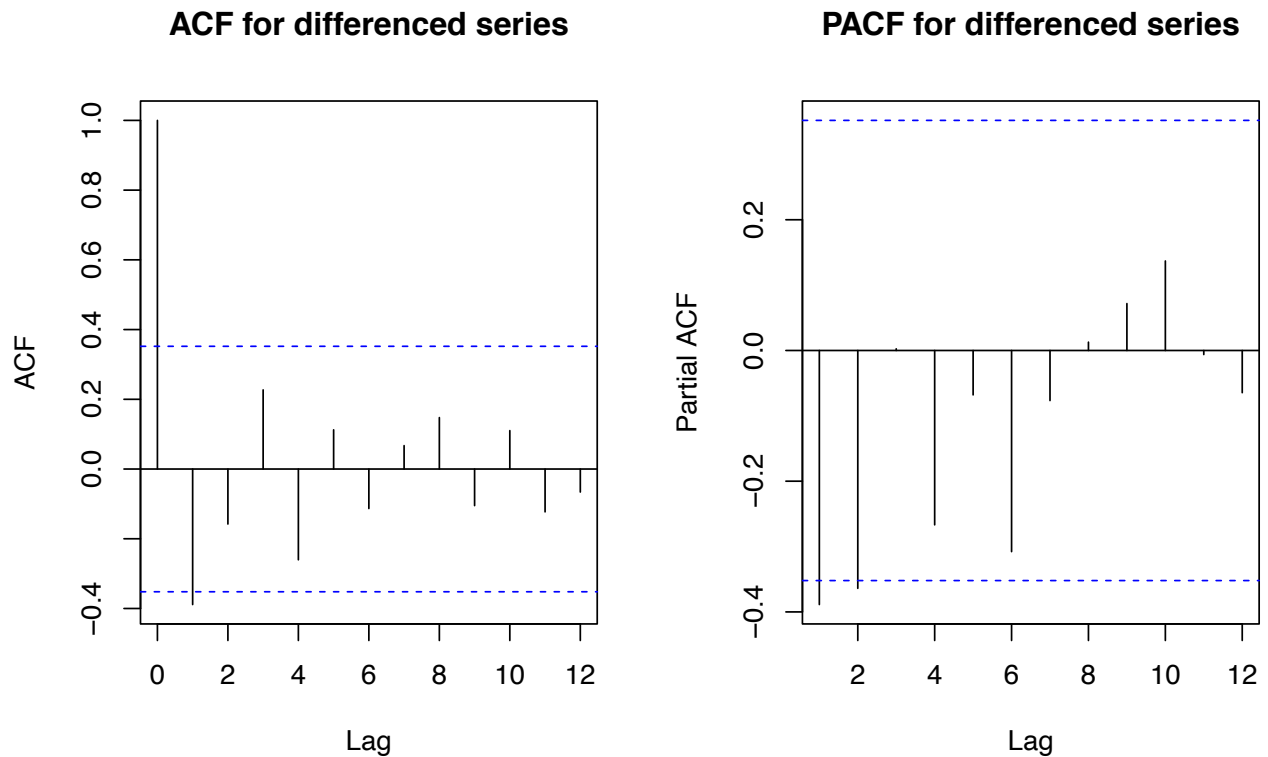 ACF for differenced series
ACF
1.0
0.8
0.6
0.4
0.2
0.0
−0.4
0 2 4 6 8 10 12
Lag
PACF for differenced series
Partial ACF
0.2
0.0
−0.2
−0.4
2 4 6 8 10 12
Lag